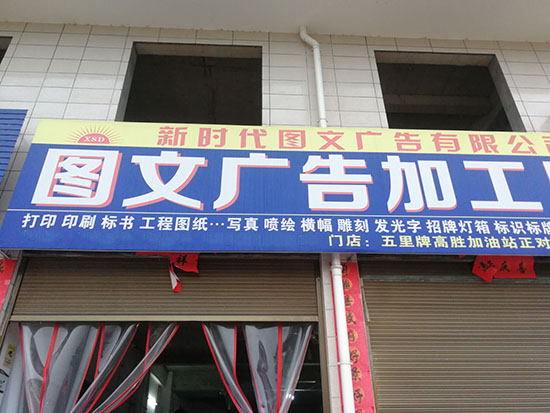 XSD
新时代图文广告有限公司
图文广告加工
打印 印刷 标书 工程图纸…写真 喷绘 横幅 雕刻 发光字 招牌灯箱 标识标牌
门店：五里牌高胜加油站正对